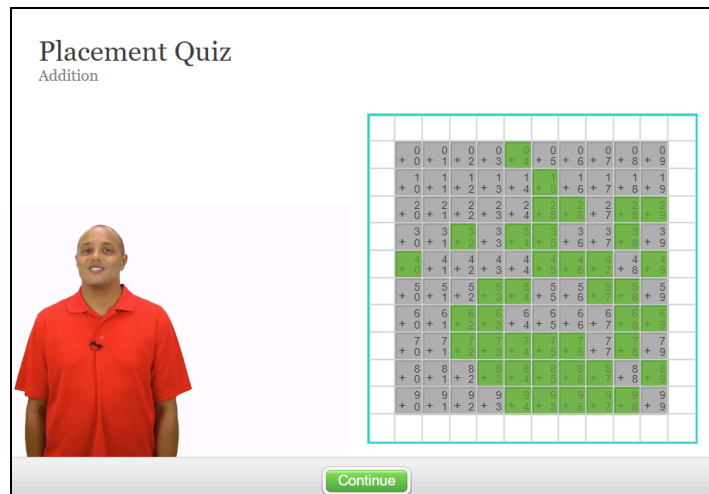 Placement Quiz
Addition
0 0 0 0 0 0 0 0 0 0
+ 0 + 1 + 2 + 3 + 4 + 5 + 6 + 7 + 8 + 9
1 1 1 1 1 1 1 1 1 1
+ 0 + 1 + 2 + 3 + 4 + 5 + 6 + 7 + 8 + 9
2 2 2 2 2 2 2 2 2 2
+ 0 + 1 + 2 + 3 + 4 + 5 + 6 + 7 + 8 + 9
3 3 3 3 3 3 3 3 3 3
+ 0 + 1 + 2 + 3 + 4 + 5 + 6 + 7 + 8 + 9
4 4 4 4 4 4 4 4 4 4
+ 0 + 1 + 2 + 3 + 4 + 5 + 6 + 7 + 8 + 9
5 5 5 5 5 5 5 5 5 5
+ 0 + 1 + 2 + 3 + 4 + 5 + 6 + 7 + 8 + 9
6 6 6 6 6 6 6 6 6 6
+ 0 + 1 + 2 + 3 + 4 + 5 + 6 + 7 + 8 + 9
7 7 7 7 7 7 7 7 7 7
+ 0 + 1 + 2 + 3 + 4 + 5 + 6 + 7 + 8 + 9
8 8 8 8 8 8 8 8 8 8
+ 0 + 1 + 2 + 3 + 4 + 5 + 6 + 7 + 8 + 9
9 9 9 9 9 9 9 9 9 9
+ 0 + 1 + 2 + 3 + 4 + 5 + 6 + 7 + 8 + 9
Continue